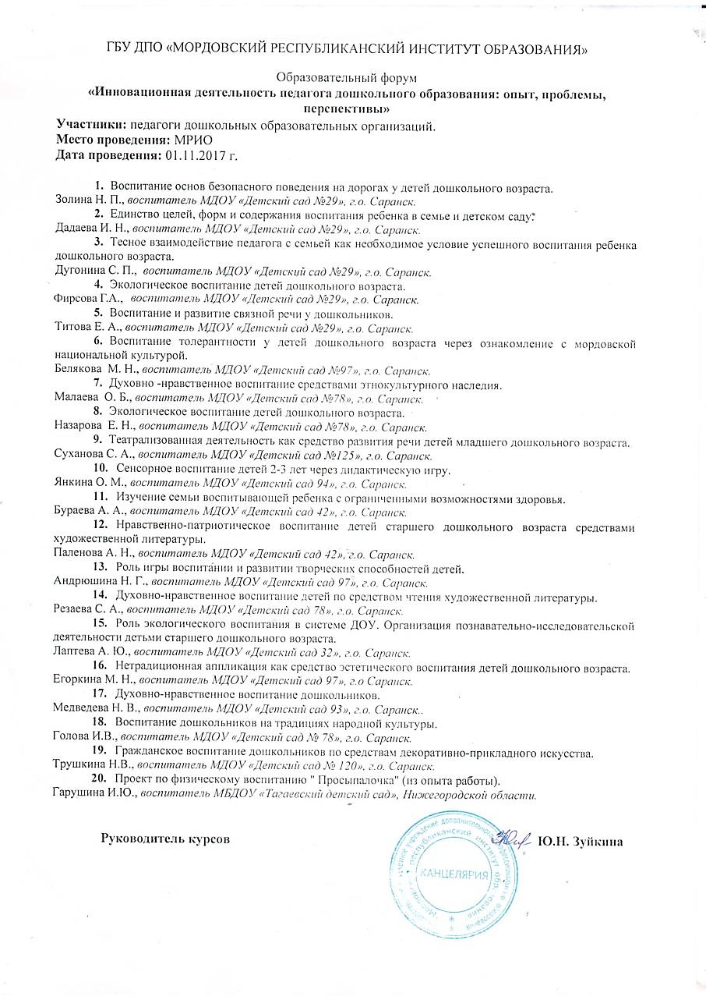 ГБУ ДПО «МОРДОВСКИЙ РЕСПУБЛИКАНСКИЙ ИНСТИТУТ ОБРАЗОВАНИЯ»
Образовательный форум
«Инновационная деятельность педагога дошкольного образования: опыт, проблемы,
перспективы»
Участники: педагоги дошкольных образовательных организаций.
Место проведения: МРИО
Дата проведения: 01.11.2017 г.
1. Воспитание основ безопасного поведения на дорогах у детей дошкольного возраста.
Золина Н. П., воспитатель МДОУ «Детский сад №29», г.о. Саранск.
2. Единство целей, форм и содержания воспитания ребенка в семье и детском саду.
Дадаева И. Н., воспитатель МДОУ «Детский сад №29», г.о. Саранск.
3. Тесное взаимодействие педагога с семьей как необходимое условие успешного воспитания ребенка
дошкольного возраста.
Дугонина С. П., воспитатель МДОУ «Детский сад №29», г.о. Саранск.
4. Экологическое воспитание детей дошкольного возраста.
Фирсова Г.А., воспитатель МДОУ «Детский сад №29», г.о. Саранск.
5. Воспитание и развитие связной речи у дошкольников.
Титова Е. А., воспитатель МДОУ «Детский сад №29», г.о. Саранск.
6. Воспитание толерантности у детей дошкольного возраста через ознакомление с мордовской
национальной культурой.
Белякова М. Н., воспитатель МДОУ «Детский сад №97», г.о. Саранск.
7. Духовно -нравственное воспитание средствами этнокультурного наследия.
Малаева О. Б., воспитатель МДОУ «Детский сад №78», г.о. Саранск.
8. Экологическое воспитание детей дошкольного возраста.
Назарова Е. Н., воспитатель МДОУ «Детский сад №78», г.о. Саранск.
9. Театрализованная деятельность как средство развития речи детей младшего дошкольного возраста.
Суханова С. А., воспитатель МДОУ «Детский сад №125», г.о. Саранск.
10. Сенсорное воспитание детей 2-3 лет через дидактическую игру.
Янкина О. М., воспитатель МДОУ «Детский сад 94», г.о. Саранск.
11. Изучение семьи воспитывающей ребенка с ограниченными возможностями здоровья.
Бураева А. А., воспитатель МДОУ «Детский сад 42», г.о. Саранск.
12. Нравственно-патриотическое воспитание детей старшего дошкольного возраста средствами
художественной литературы.
Паленова А. Н., воспитатель МДОУ «Детский сад 42», г.о. Саранск.
13. Роль игры воспитании и развитии творческих способностей детей.
Андрюшина Н. Г., воспитатель МДОУ «Детский сад 97», г.о. Саранск.
14. Духовно-нравственное воспитание детей по средством чтения художественной литературы.
Резаева С. А., воспитатель МДОУ «Детский сад 78», г.о. Саранск.
15. Роль экологического воспитания в системе ДОУ. Организация познавательно-исследовательской
деятельности детьми старшего дошкольного возраста.
Лаптева А. Ю., воспитатель МДОУ «Детский сад 32», г.о. Саранск.
16. Нетрадиционная аппликация как средство эстетического воспитания детей дошкольного возраста.
Егоркина М. Н., воспитатель МДОУ «Детский сад 97», г.о Саранск.
17. Духовно-нравственное воспитание дошкольников.
Медведева Н. В., воспитатель МДОУ «Детский сад 93», г.о. Саранск..
18. Воспитание дошкольников на традициях народной культуры.
Голова И.В., воспитатель МДОУ «Детский сад № 78», г.о. Саранск.
19. Гражданское воспитание дошкольников по средствам декоративно-прикладного искусства.
Трушкина Н.В., воспитатель МДОУ «Детский сад № 120», г.о. Саранск.
20. Проект по физическому воспитанию " Просыпалочка" (из опыта работы).
Гарушина И.Ю., воспитатель МБДОУ «Тагаевский детский сад», Нижегородской области.
Руководитель курсов Ю.Н. Зуйкина
КАНЦЕЛЯРИЯ
республиканский институт
учреждение дополнительного